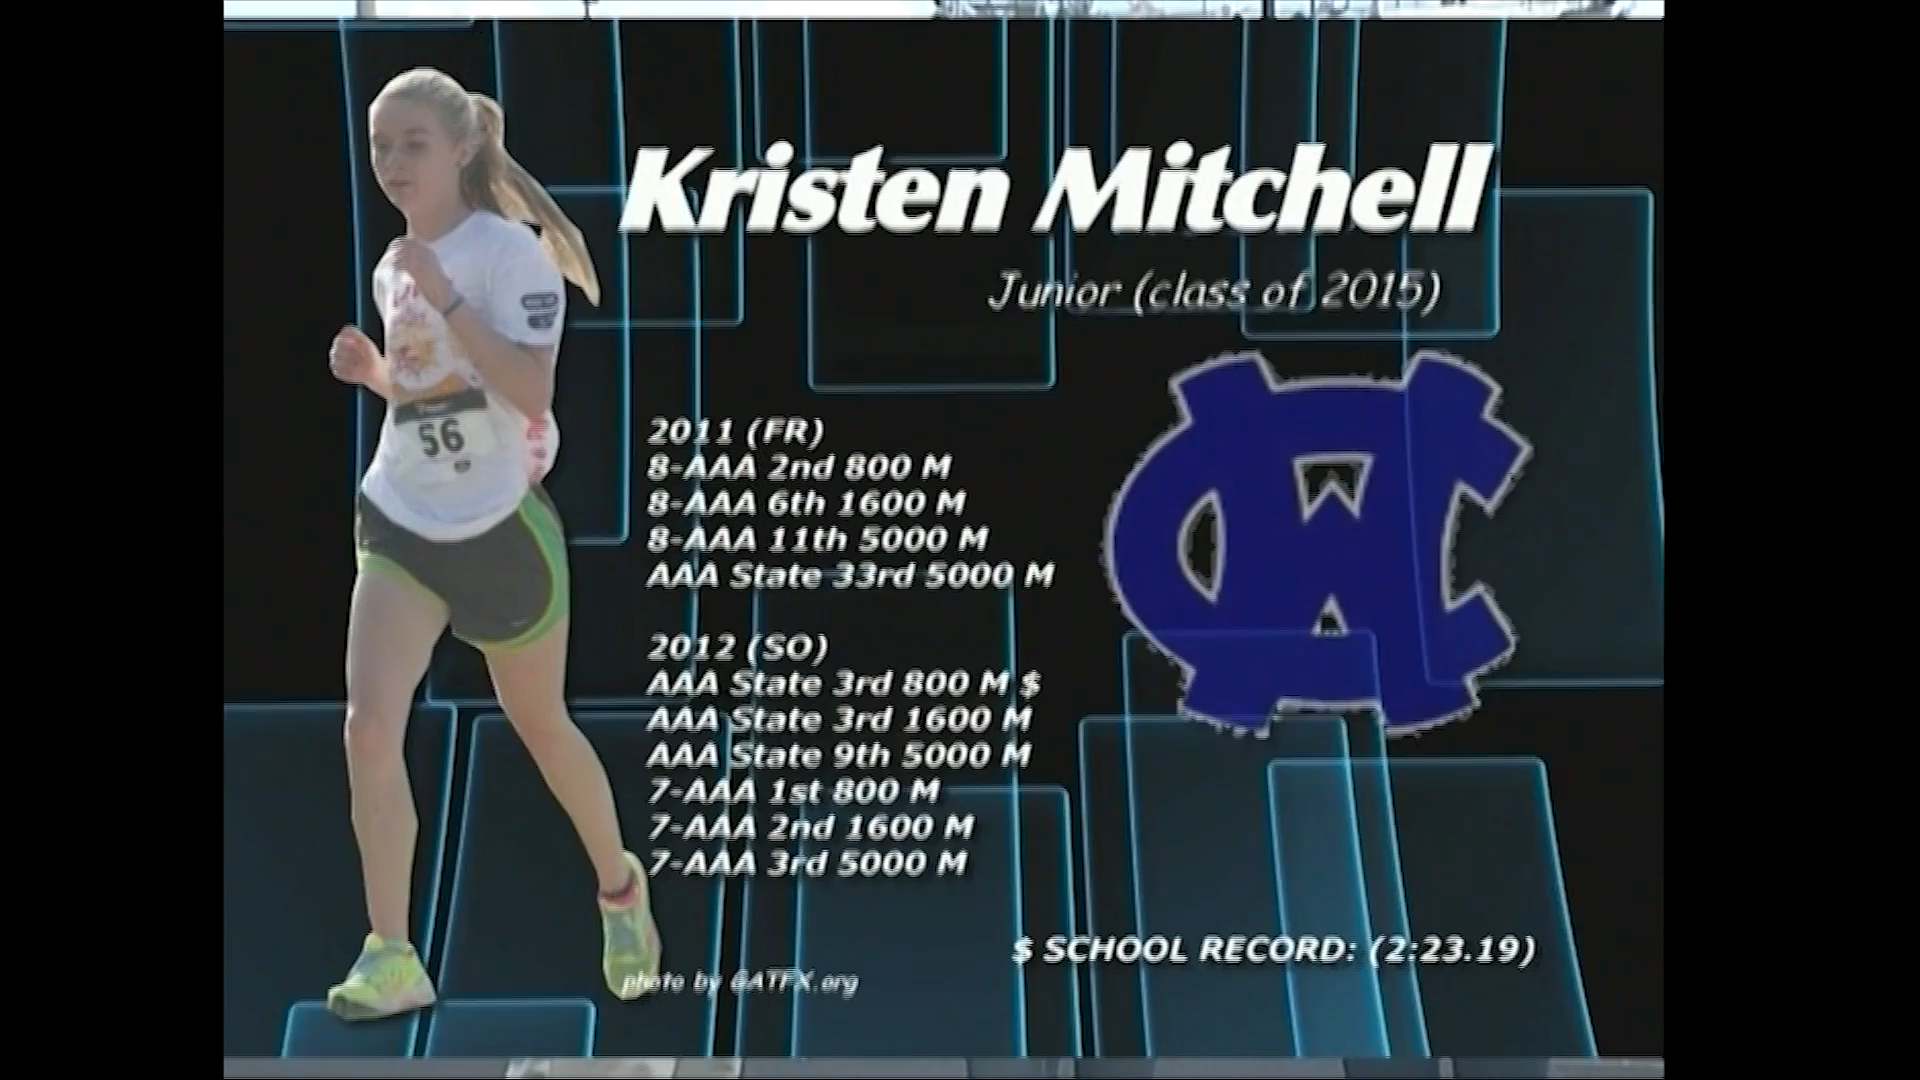 Kristen Mitchell
Junior (class of 2015)
2011 (FR)
8-AAA 2nd 800 M
8-AAA 6th 1600 M
8-AAA 11th 5000 M
AAA State 33rd 5000 M
2012 (SO)
AAA State 3rd 800 M $
AAA State 3rd 1600 M
AAA State 9th 5000 M
7-AAA 1st 800 M
7-AAA 2nd 1600 M
7-AAA 3rd 5000 M
$ SCHOOL RECORD: (2:23.19)
photo by GATFX.org
56